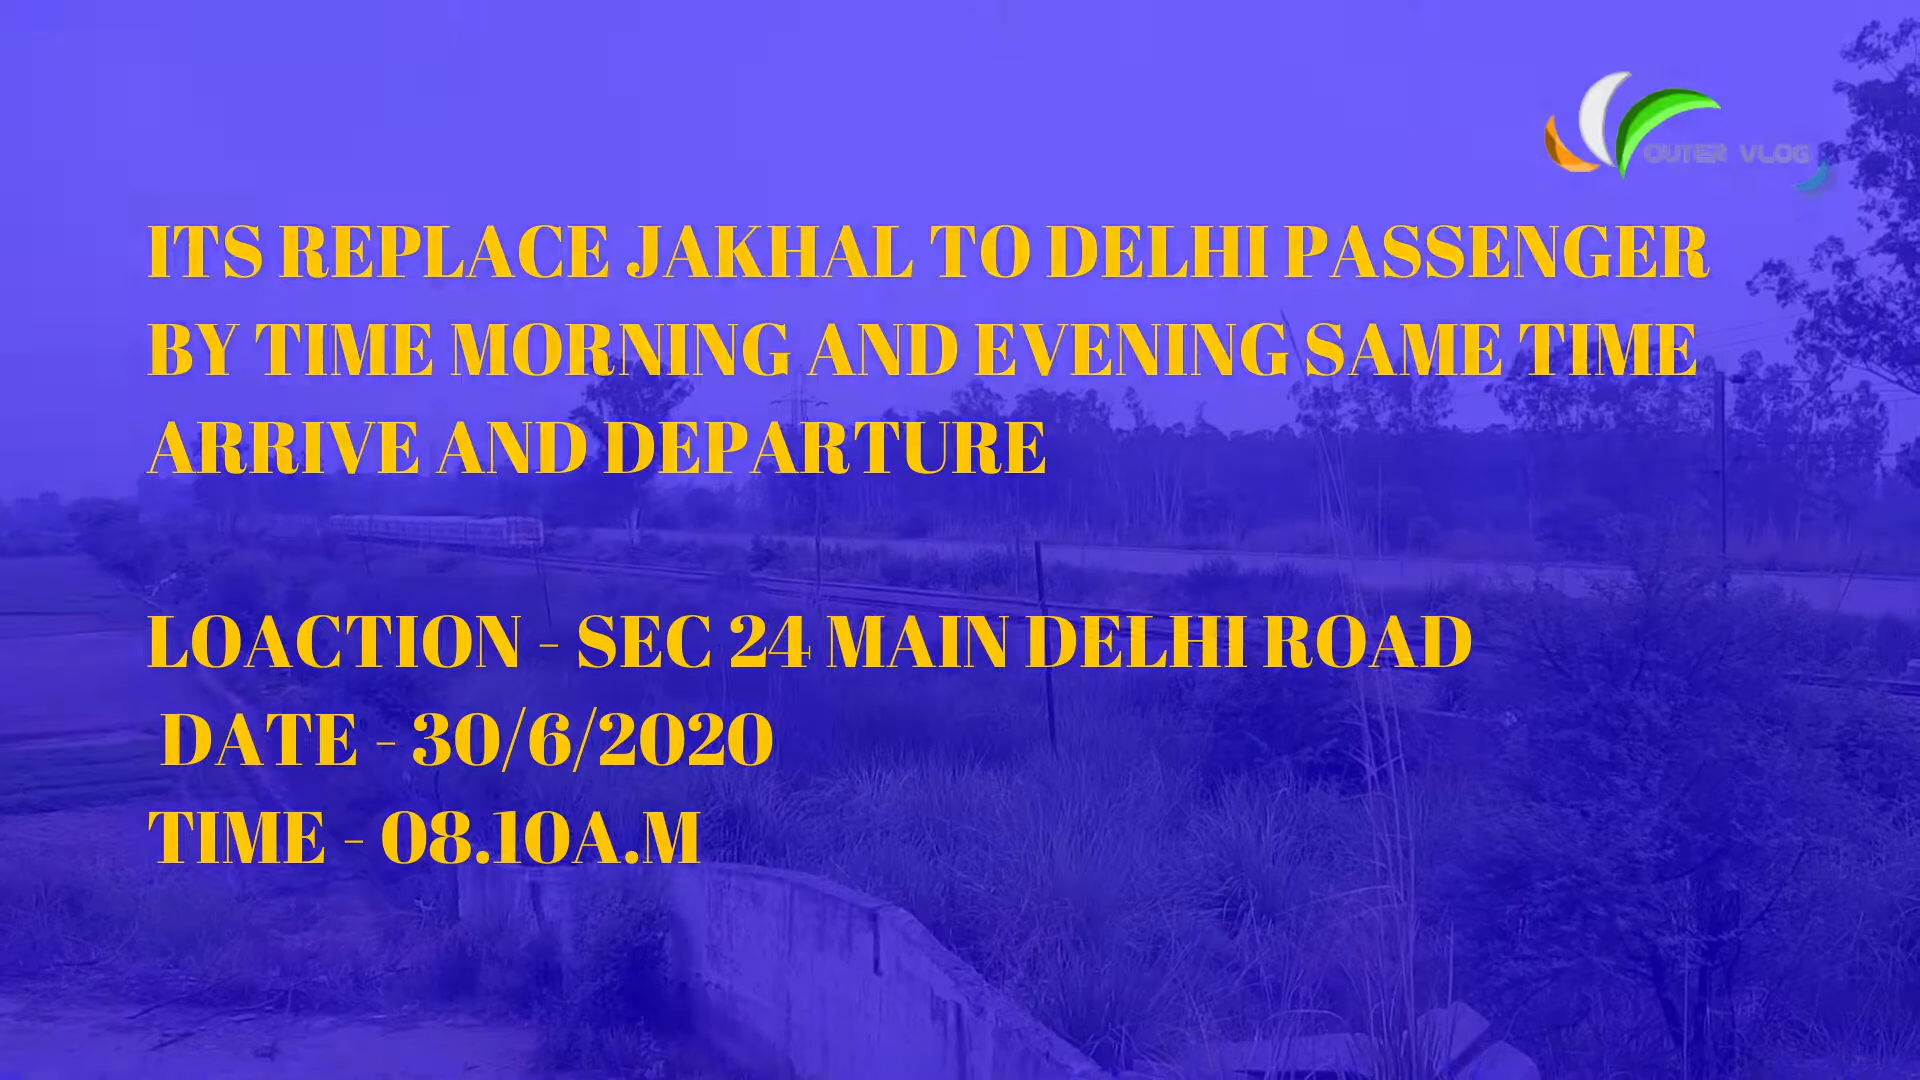 OUTER VLOG
ITS REPLACE JAKHAL TO DELHI PASSENGER
BY TIME MORNING AND EVENING SAME TIME
ARRIVE AND DEPARTURE
LOACTION - SEC 24 MAIN DELHI ROAD
DATE - 30/6/2020
TIME - 08.10A.M